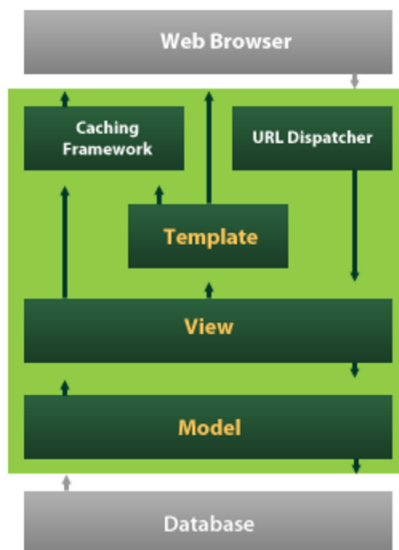 Web Browser
Caching
Framework
URL Dispatcher
Template
View
Model
Database